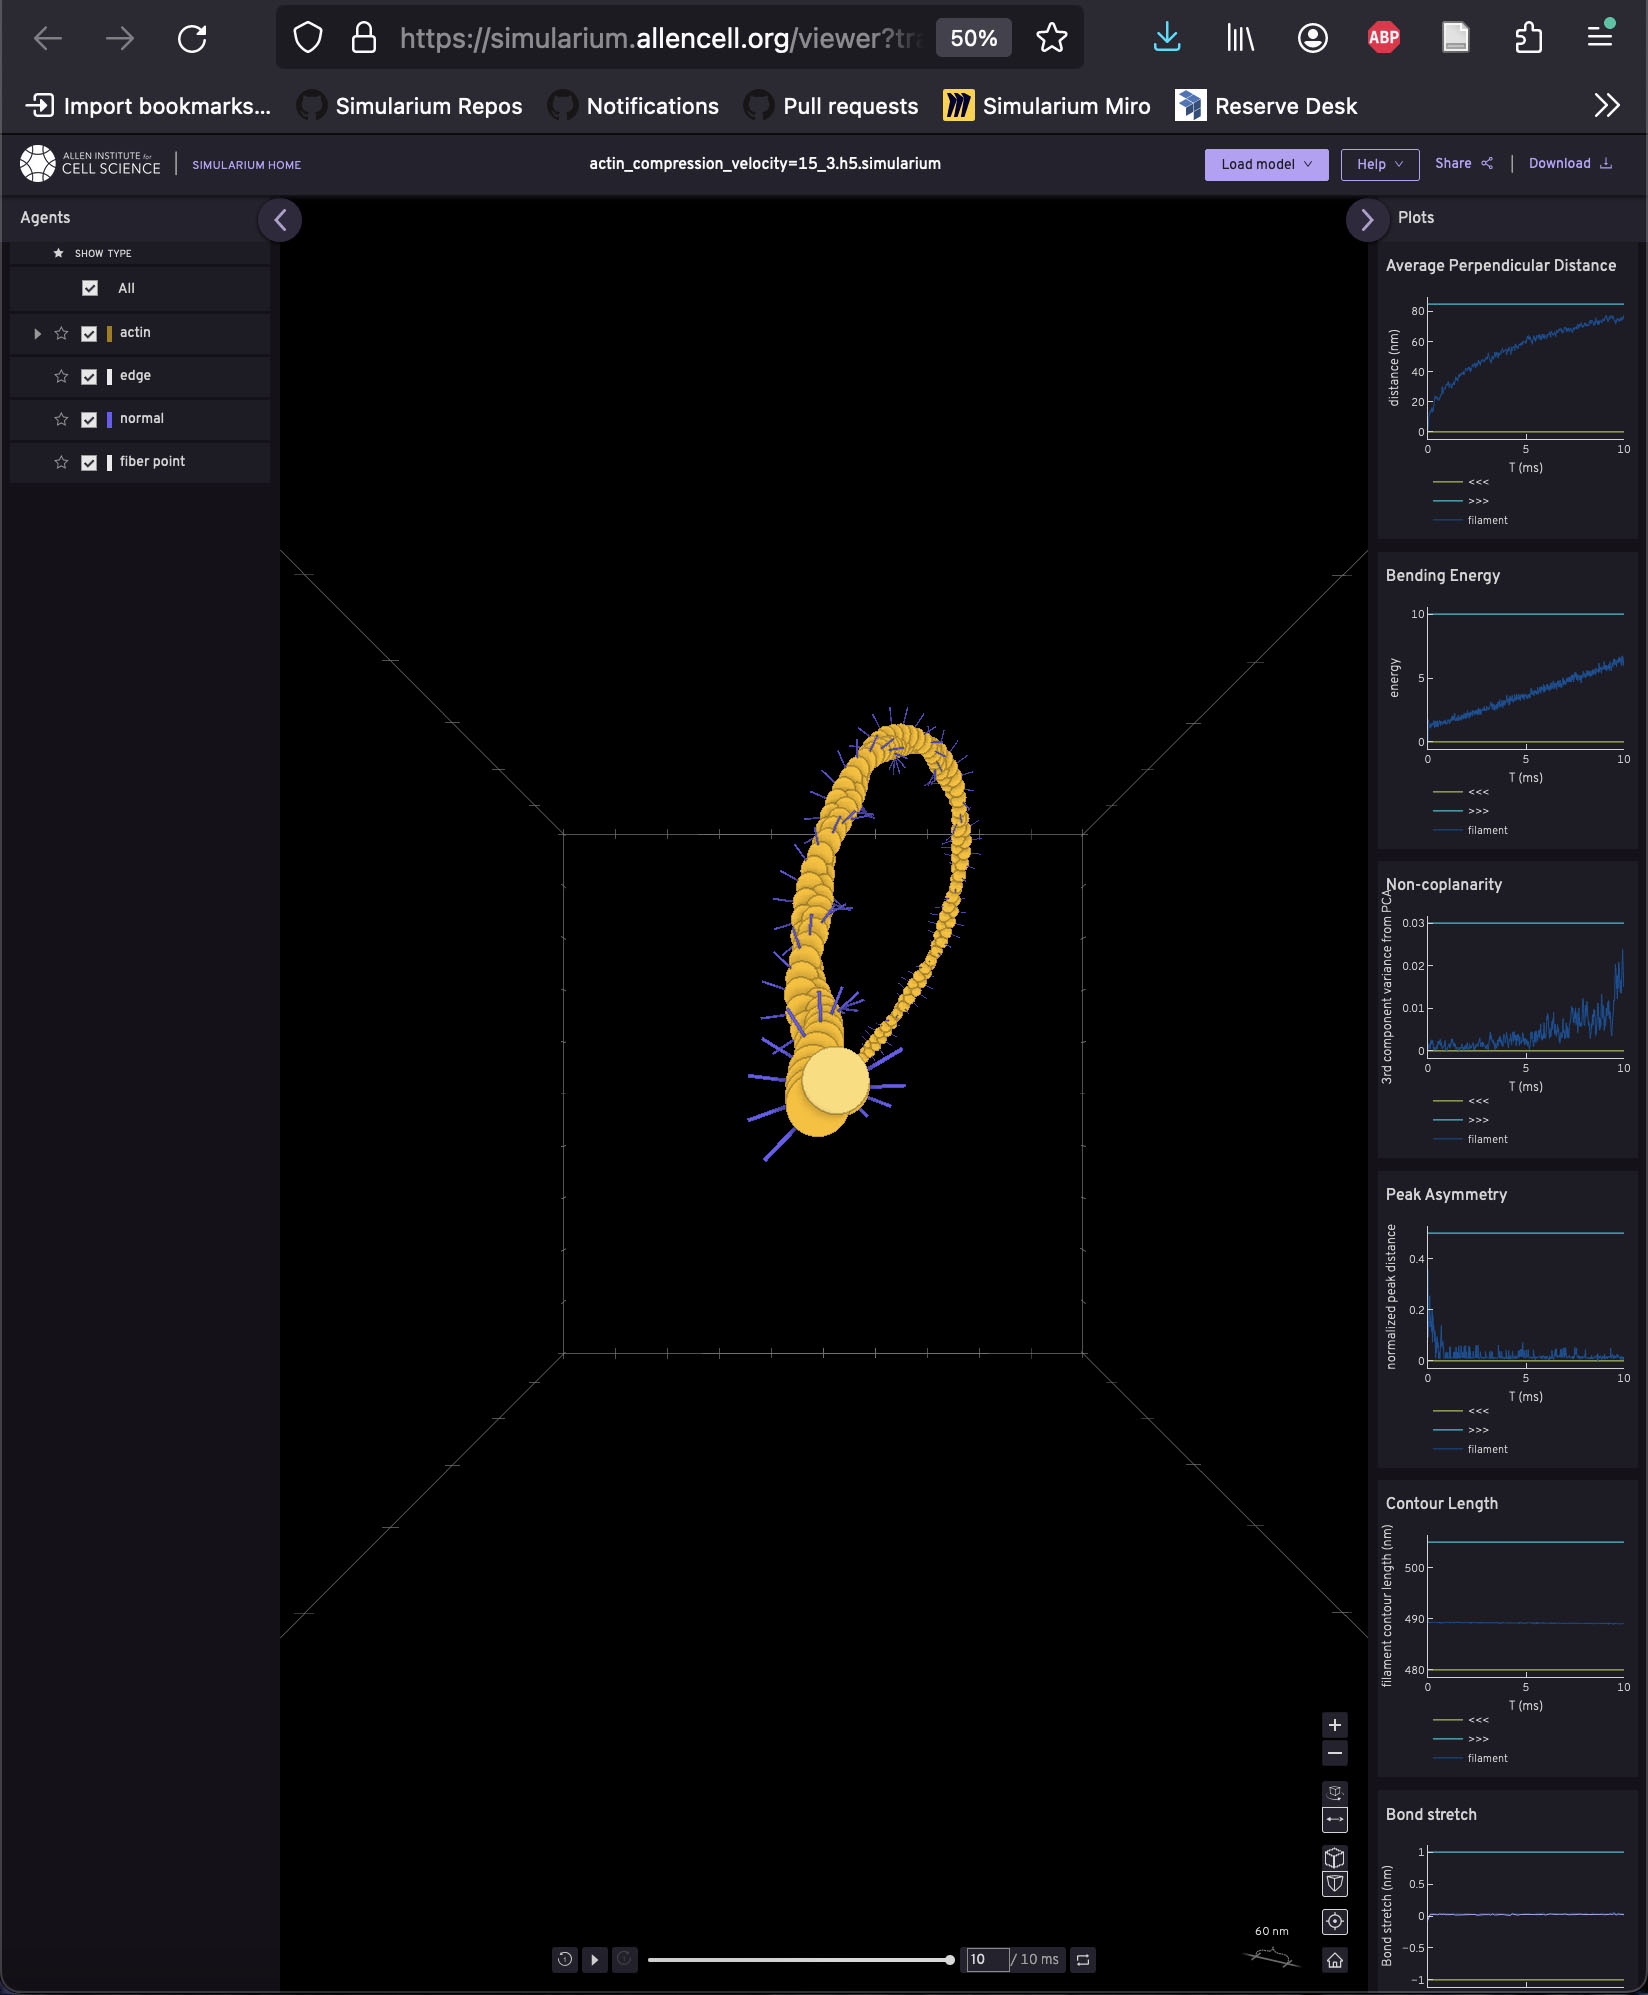 https://simularium.allencell.org/viewer?tra
50%
ABP
Import bookmarks...
Simularium Repos
Notifications
Pull requests
Simularium Miro
Reserve Desk
ALLEN INSTITUTE for
CELL SCIENCE
SIMULARIUM HOME
actin_compression_velocity=15_3.h5.simularium
Load model
Help
Share
Download
Agents
SHOW TYPE
All
actin
edge
normal
fiber point
60 nm
10 / 10 ms
Plots
Average Perpendicular Distance
distance (nm)
80
60
40
20
0
0 5 10
T (ms)
<<<
>>>
filament
Bending Energy
energy
10
5
0
0 5 10
T (ms)
<<<
>>>
filament
Non-coplanarity
3rd component variance from PCA
0.03
0.02
0.01
0
0 5 10
T (ms)
<<<
>>>
filament
Peak Asymmetry
normalized peak distance
0.4
0.2
0
0 5 10
T (ms)
<<<
>>>
filament
Contour Length
filament contour length (nm)
500
490
480
0 5 10
T (ms)
<<<
>>>
filament
Bond stretch
Bond stretch (nm)
1
0.5
0
−0.5
−1